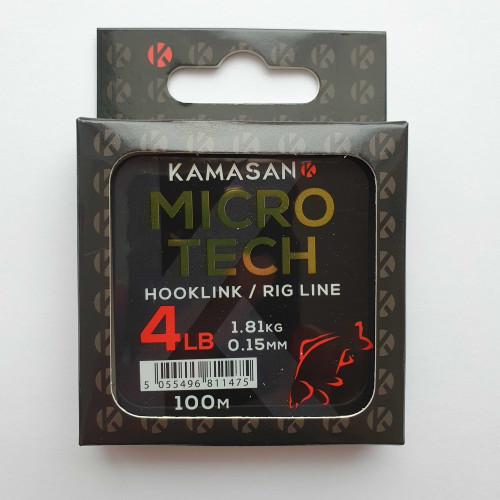 KAMASAN K
MICRO
TECH
HOOKLINK / RIG LINE
4LB
1.81KG
0.15MM
5 055496 811475
100M